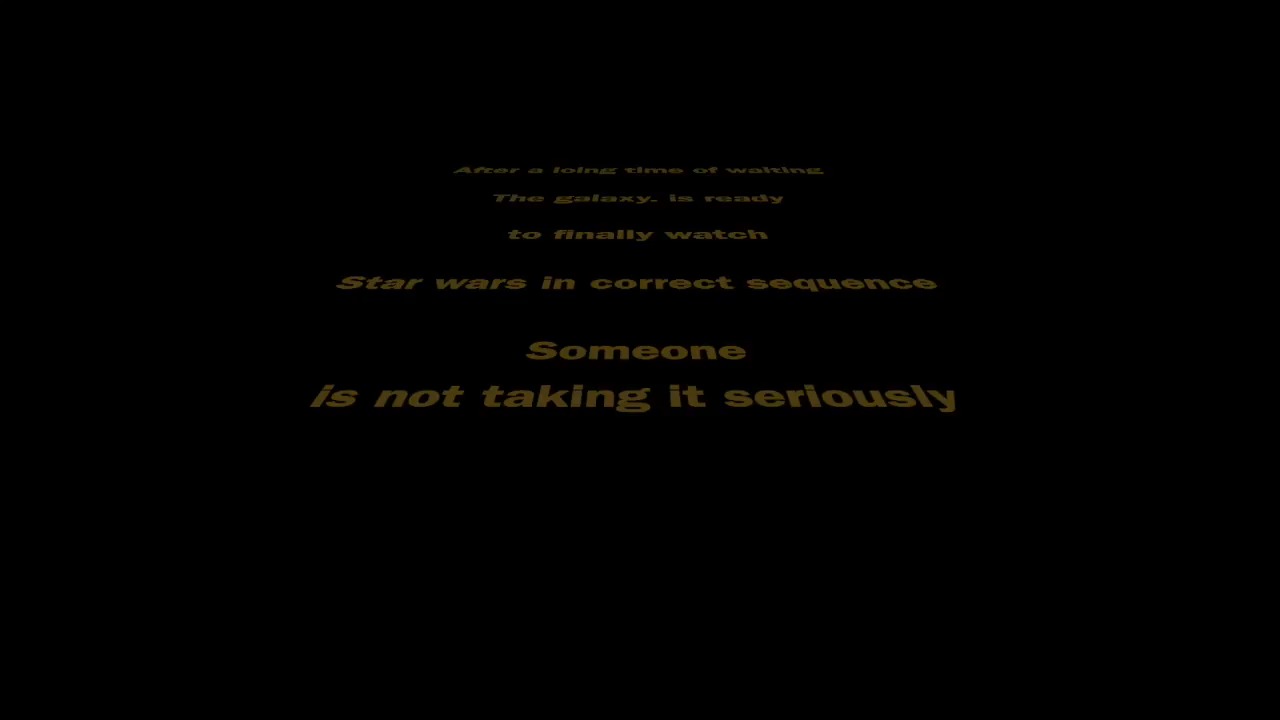 After a loing time of waiting
The galaxy. is ready
to finally watch
Star wars in correct sequence
Someone
is not taking it seriously